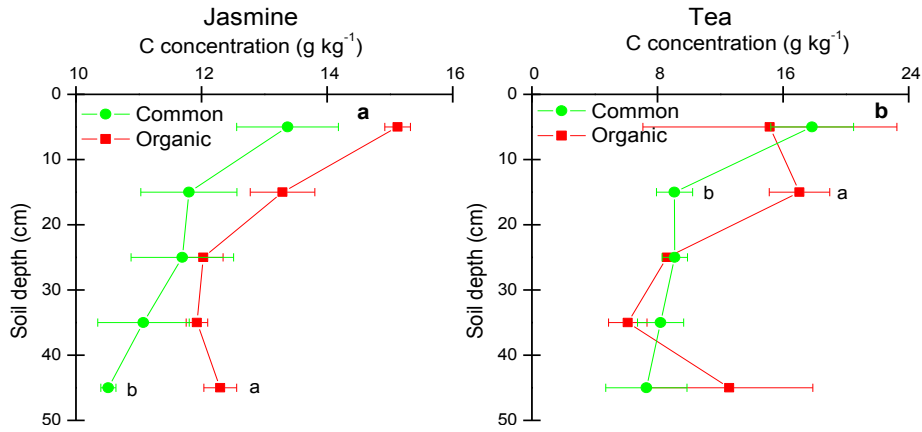 Jasmine
C concentration (g kg⁻¹)
10 12 14 16
0
10
20
30
40
50
Soil depth (cm)
Common
Organic
a
b
a
Tea
C concentration (g kg⁻¹)
0 8 16 24
0
10
20
30
40
50
Soil depth (cm)
Common
Organic
b
b
a